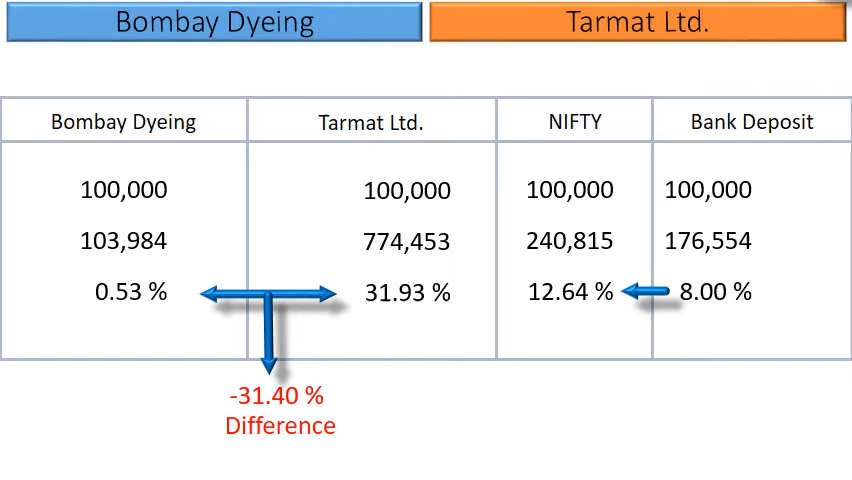 Bombay Dyeing Tarmat Ltd.
Bombay Dyeing Tarmat Ltd. NIFTY Bank Deposit
100,000 100,000 100,000 100,000
103,984 774,453 240,815 176,554
0.53 % 31.93 % 12.64 % 8.00 %
-31.40 %
Difference